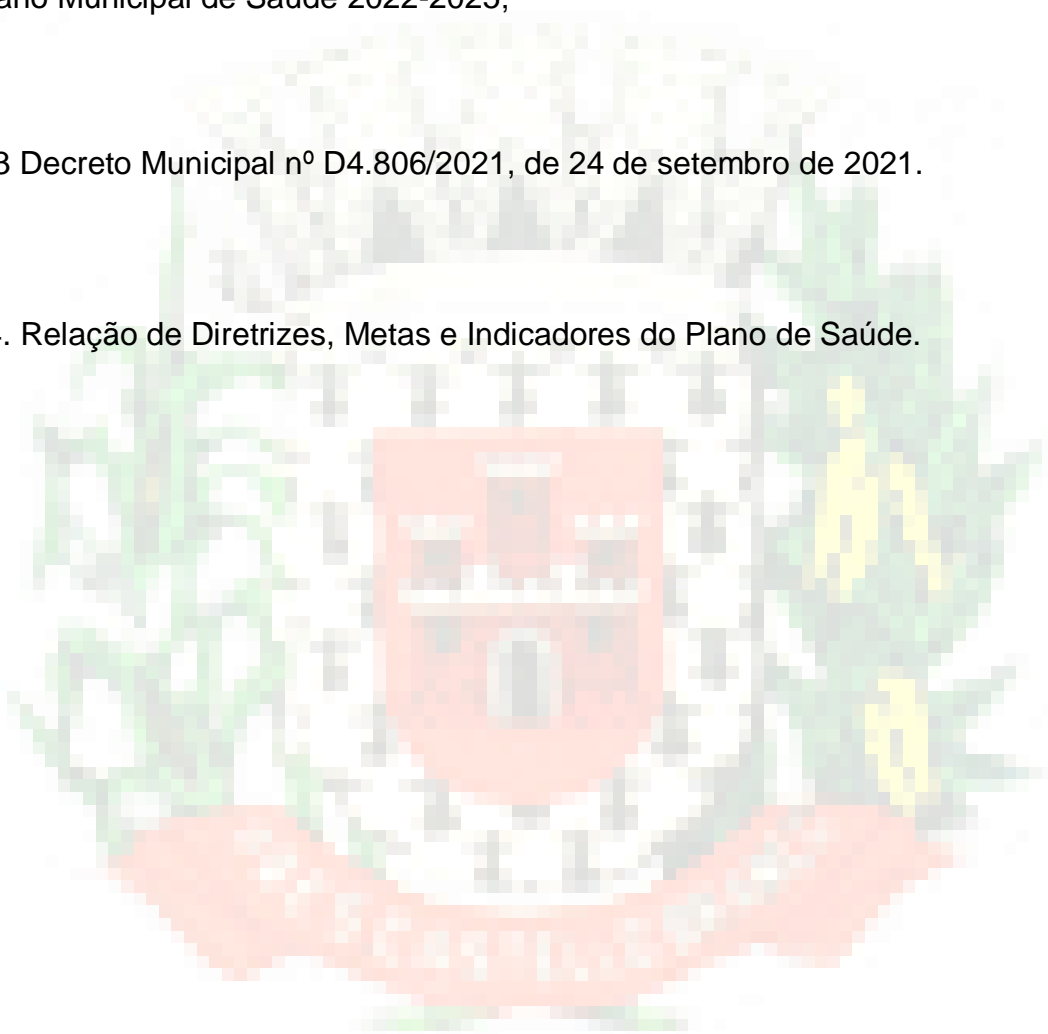 Municipal de Saúde 2022-2025;
3 Decreto Municipal nº D4.806/2021, de 24 de setembro de 2021.
. Relação de Diretrizes, Metas e Indicadores do Plano de Saúde.